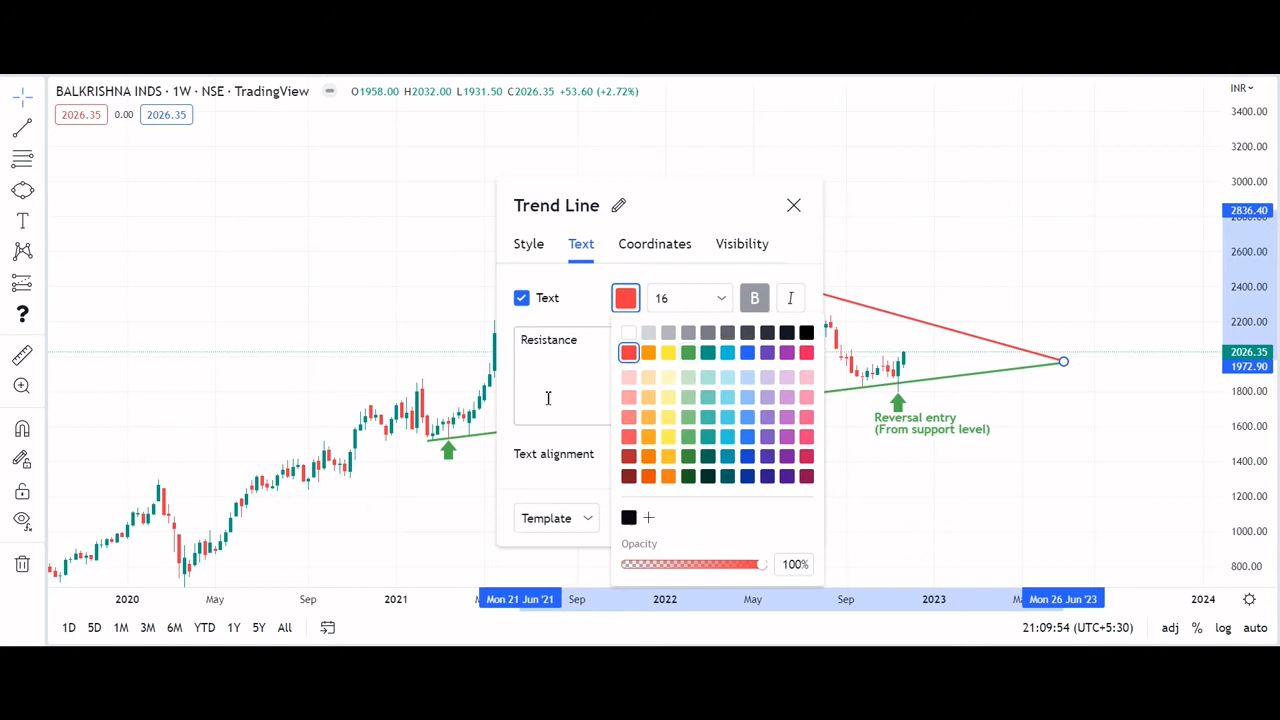 BALKRISHNA INDS · 1W · NSE · TradingView
O1958.00 H2032.00 L1931.50 C2026.35 +53.60 (+2.72%)
INR
2026.35 0.00 2026.35
3400.00
3200.00
3000.00
2836.40
2600.00
2400.00
2200.00
2026.35
1972.90
1800.00
1600.00
1400.00
1200.00
1000.00
800.00
Trend Line
Style Text Coordinates Visibility
Text
16
B I
Resistance
Text alignment
Template
Opacity
100%
Reversal entry
(From support level)
2020 May Sep 2021 Mon 21 Jun '21 Sep 2022 May Sep 2023 Mon 26 Jun '23 2024
1D 5D 1M 3M 6M YTD 1Y 5Y All
21:09:54 (UTC+5:30) adj % log auto